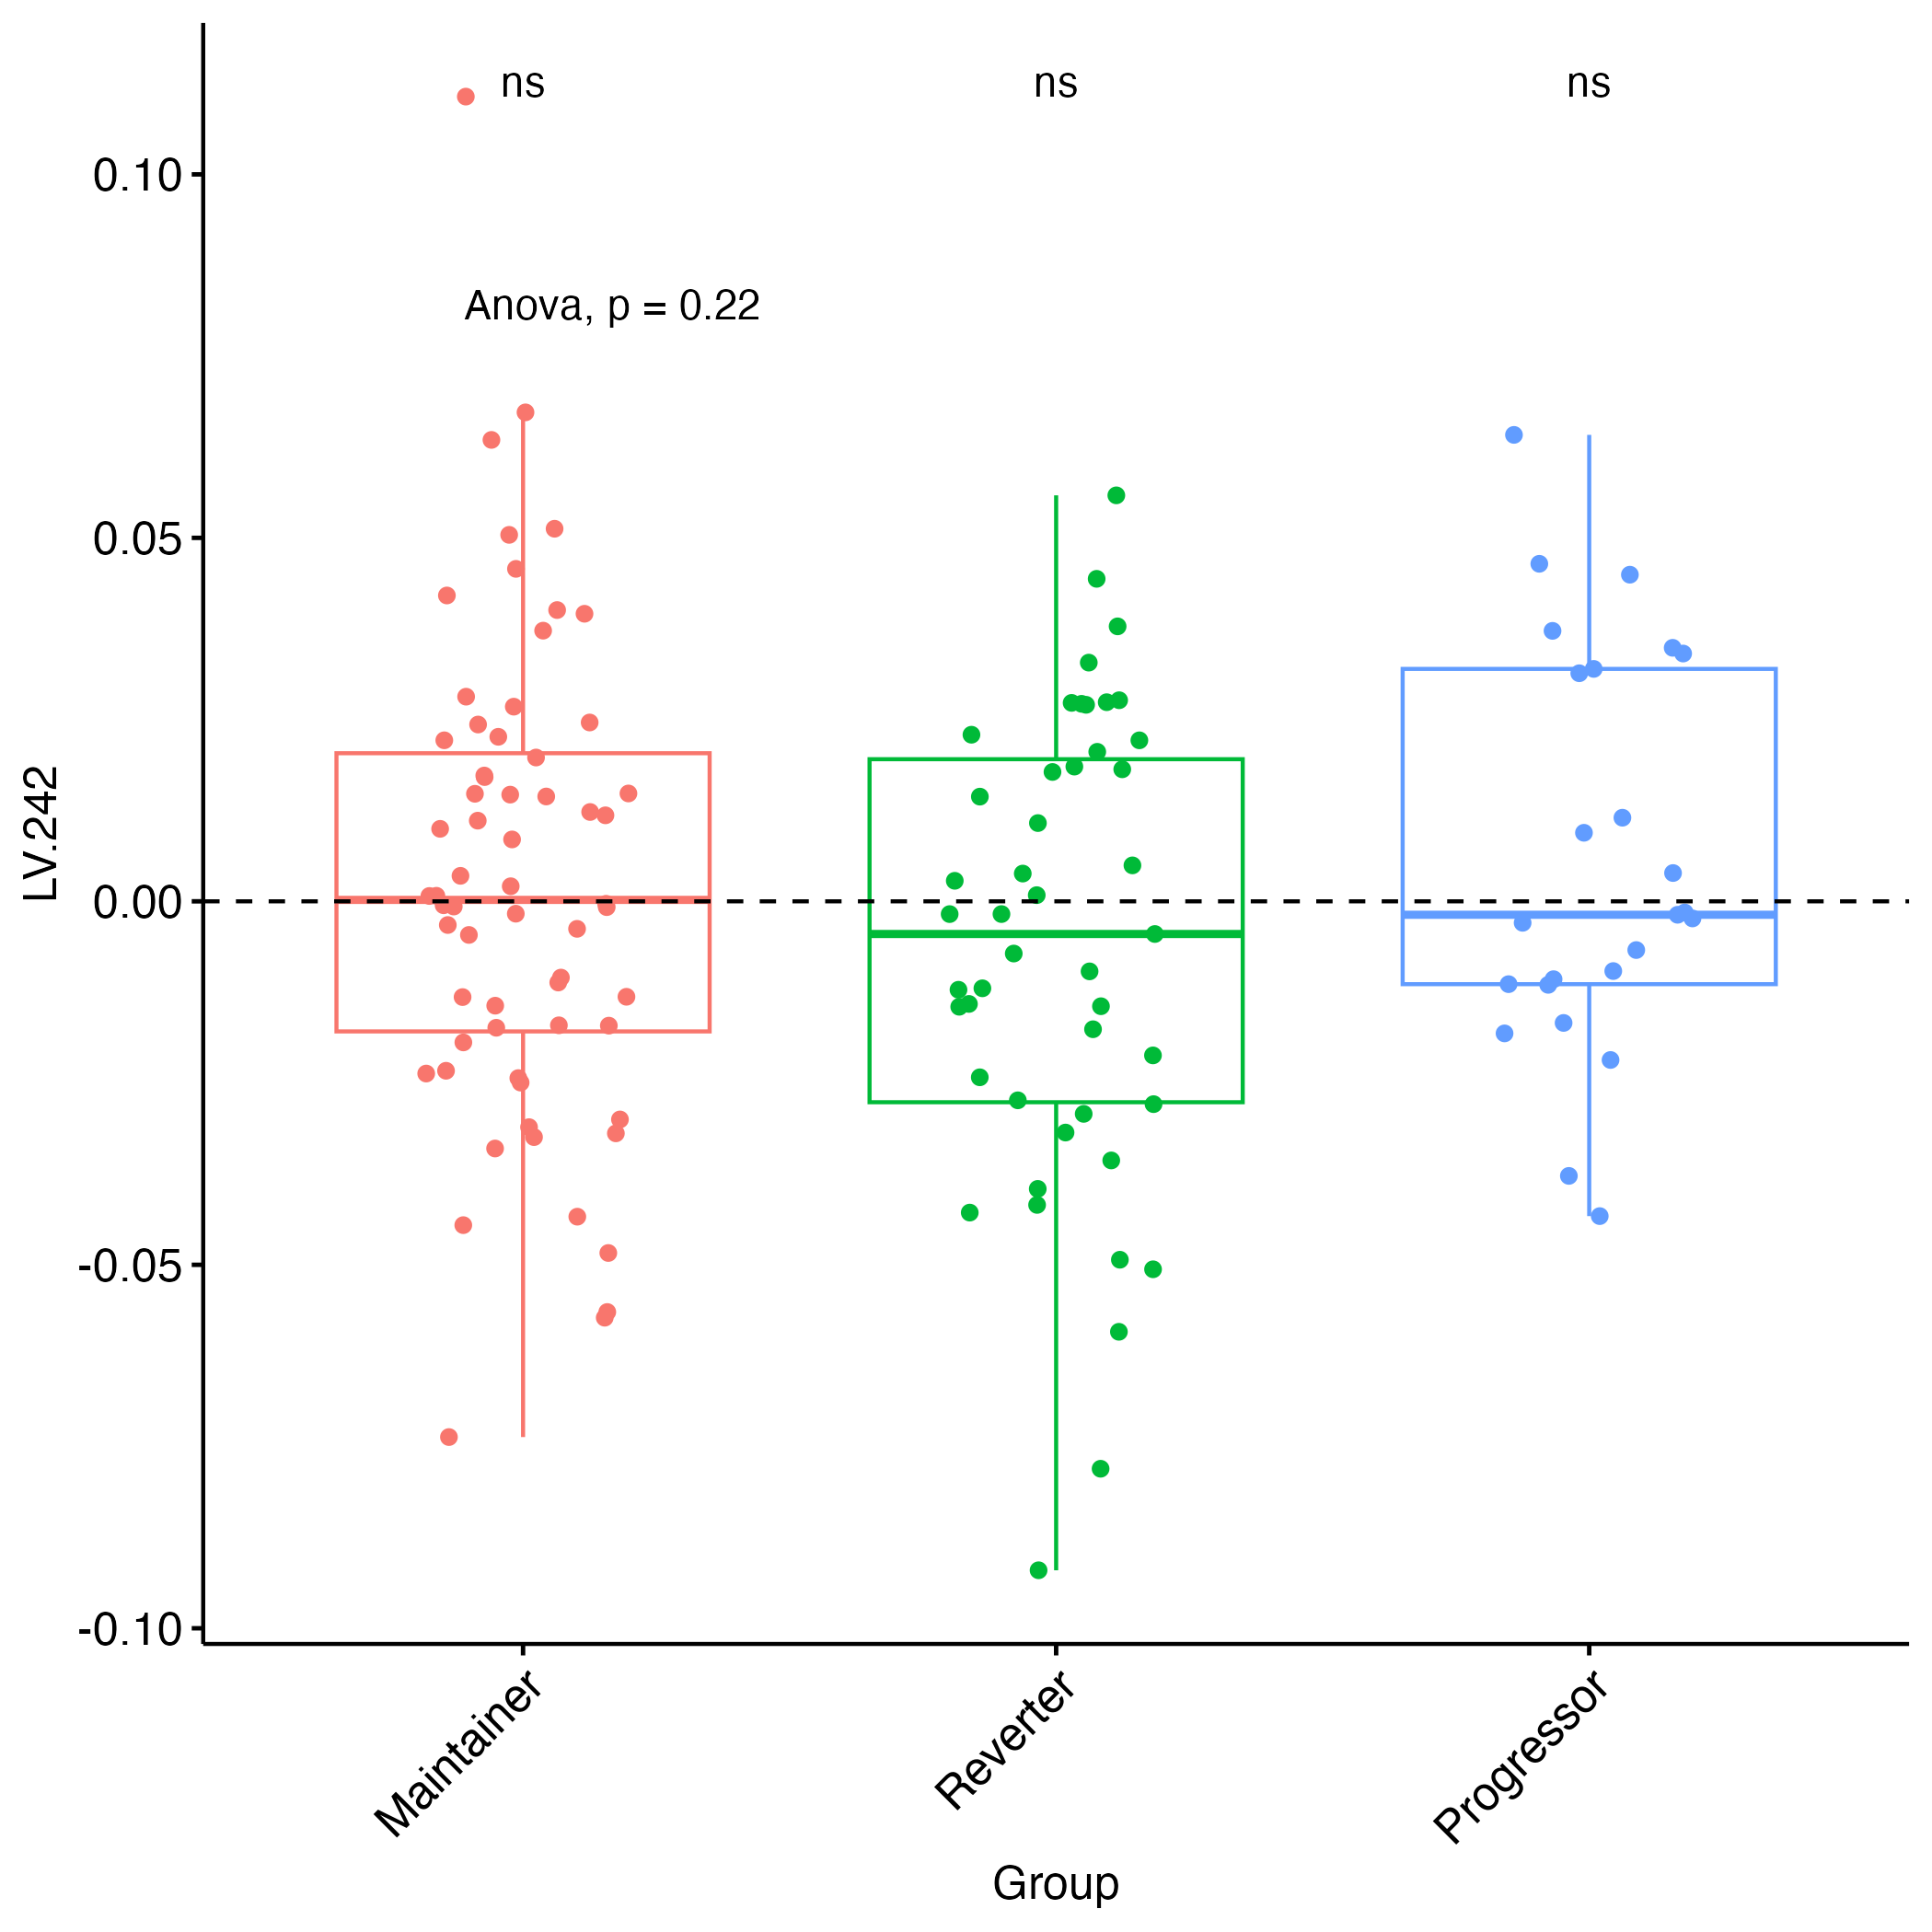 ns ns ns
Anova, p = 0.22
LV.242
0.10
0.05
0.00
-0.05
-0.10
Maintainer
Reverter
Progressor
Group